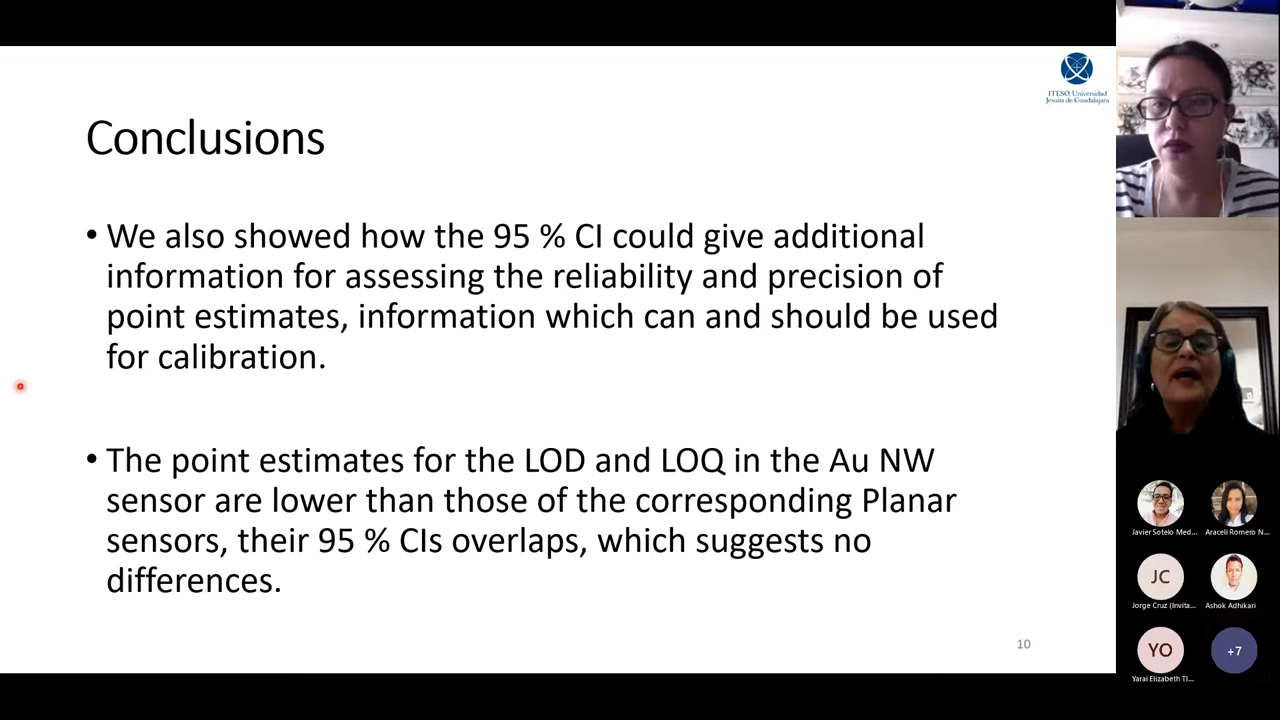 ITESO, Universidad
Jesuita de Guadalajara
Conclusions
• We also showed how the 95 % CI could give additional
information for assessing the reliability and precision of
point estimates, information which can and should be used
for calibration.
• The point estimates for the LOD and LOQ in the Au NW
sensor are lower than those of the corresponding Planar
sensors, their 95 % CIs overlaps, which suggests no
differences.
10
Javier Sotelo Med...
Araceli Romero N...
JC
Jorge Cruz (Invita...
Ashok Adhikari
YO
+7
Yarai Elizabeth Tl...